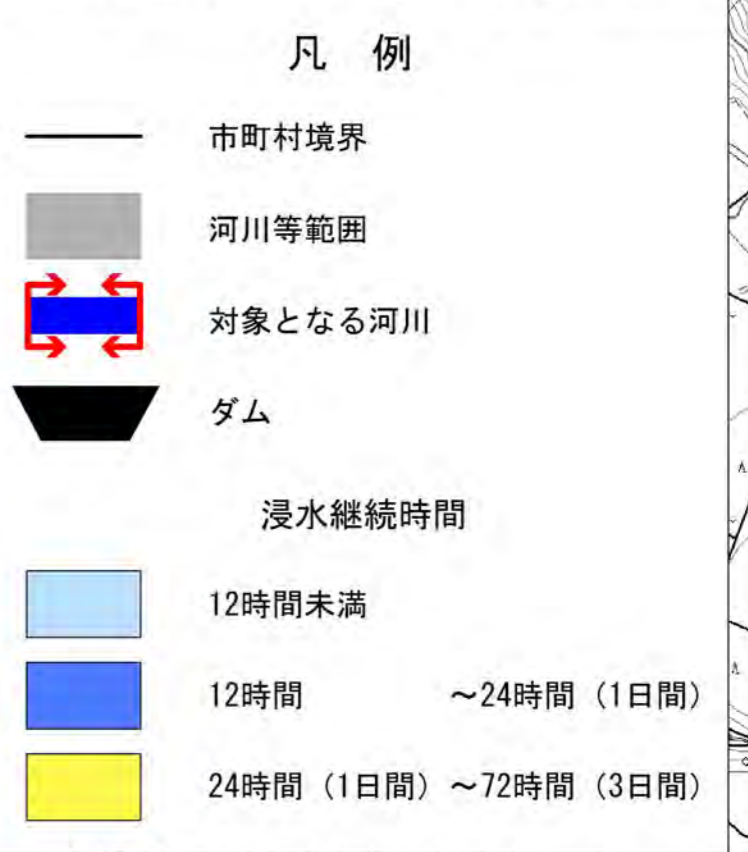 凡　例
市町村境界
河川等範囲
対象となる河川
ダム
浸水継続時間
12時間未満
12時間　　　　～24時間（1日間）
24時間（1日間）～72時間（3日間）